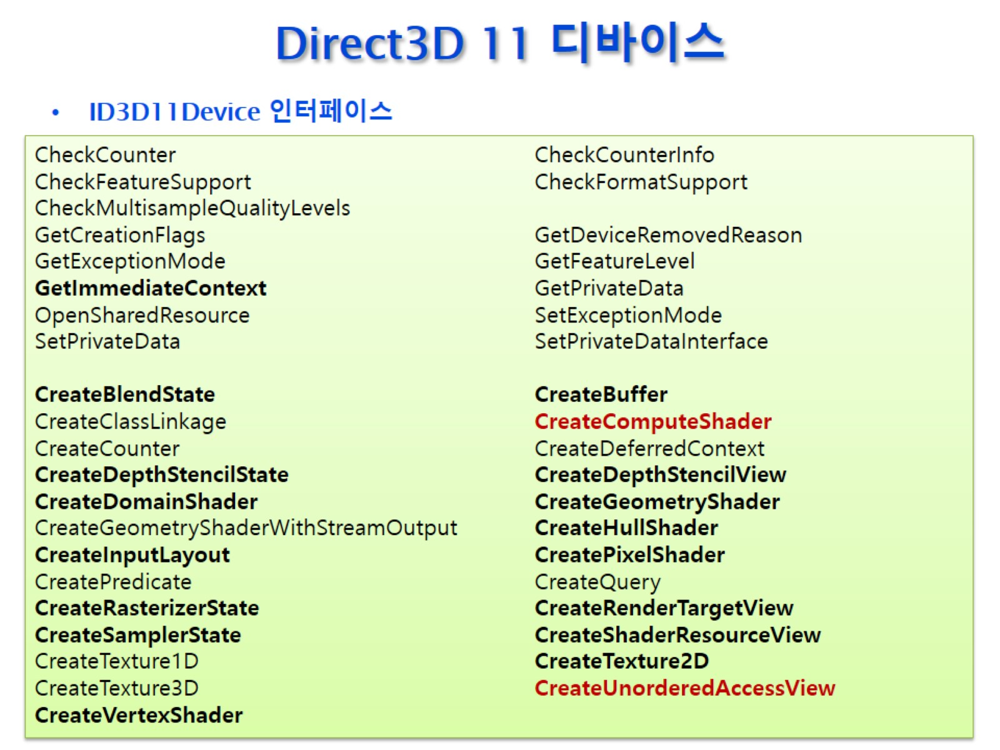 Direct3D 11 디바이스
• ID3D11Device 인터페이스
CheckCounter CheckCounterInfo
CheckFeatureSupport CheckFormatSupport
CheckMultisampleQualityLevels
GetCreationFlags GetDeviceRemovedReason
GetExceptionMode GetFeatureLevel
GetImmediateContext GetPrivateData
OpenSharedResource SetExceptionMode
SetPrivateData SetPrivateDataInterface
CreateBlendState CreateBuffer
CreateClassLinkage CreateComputeShader
CreateCounter CreateDeferredContext
CreateDepthStencilState CreateDepthStencilView
CreateDomainShader CreateGeometryShader
CreateGeometryShaderWithStreamOutput CreateHullShader
CreateInputLayout CreatePixelShader
CreatePredicate CreateQuery
CreateRasterizerState CreateRenderTargetView
CreateSamplerState CreateShaderResourceView
CreateTexture1D CreateTexture2D
CreateTexture3D CreateUnorderedAccessView
CreateVertexShader